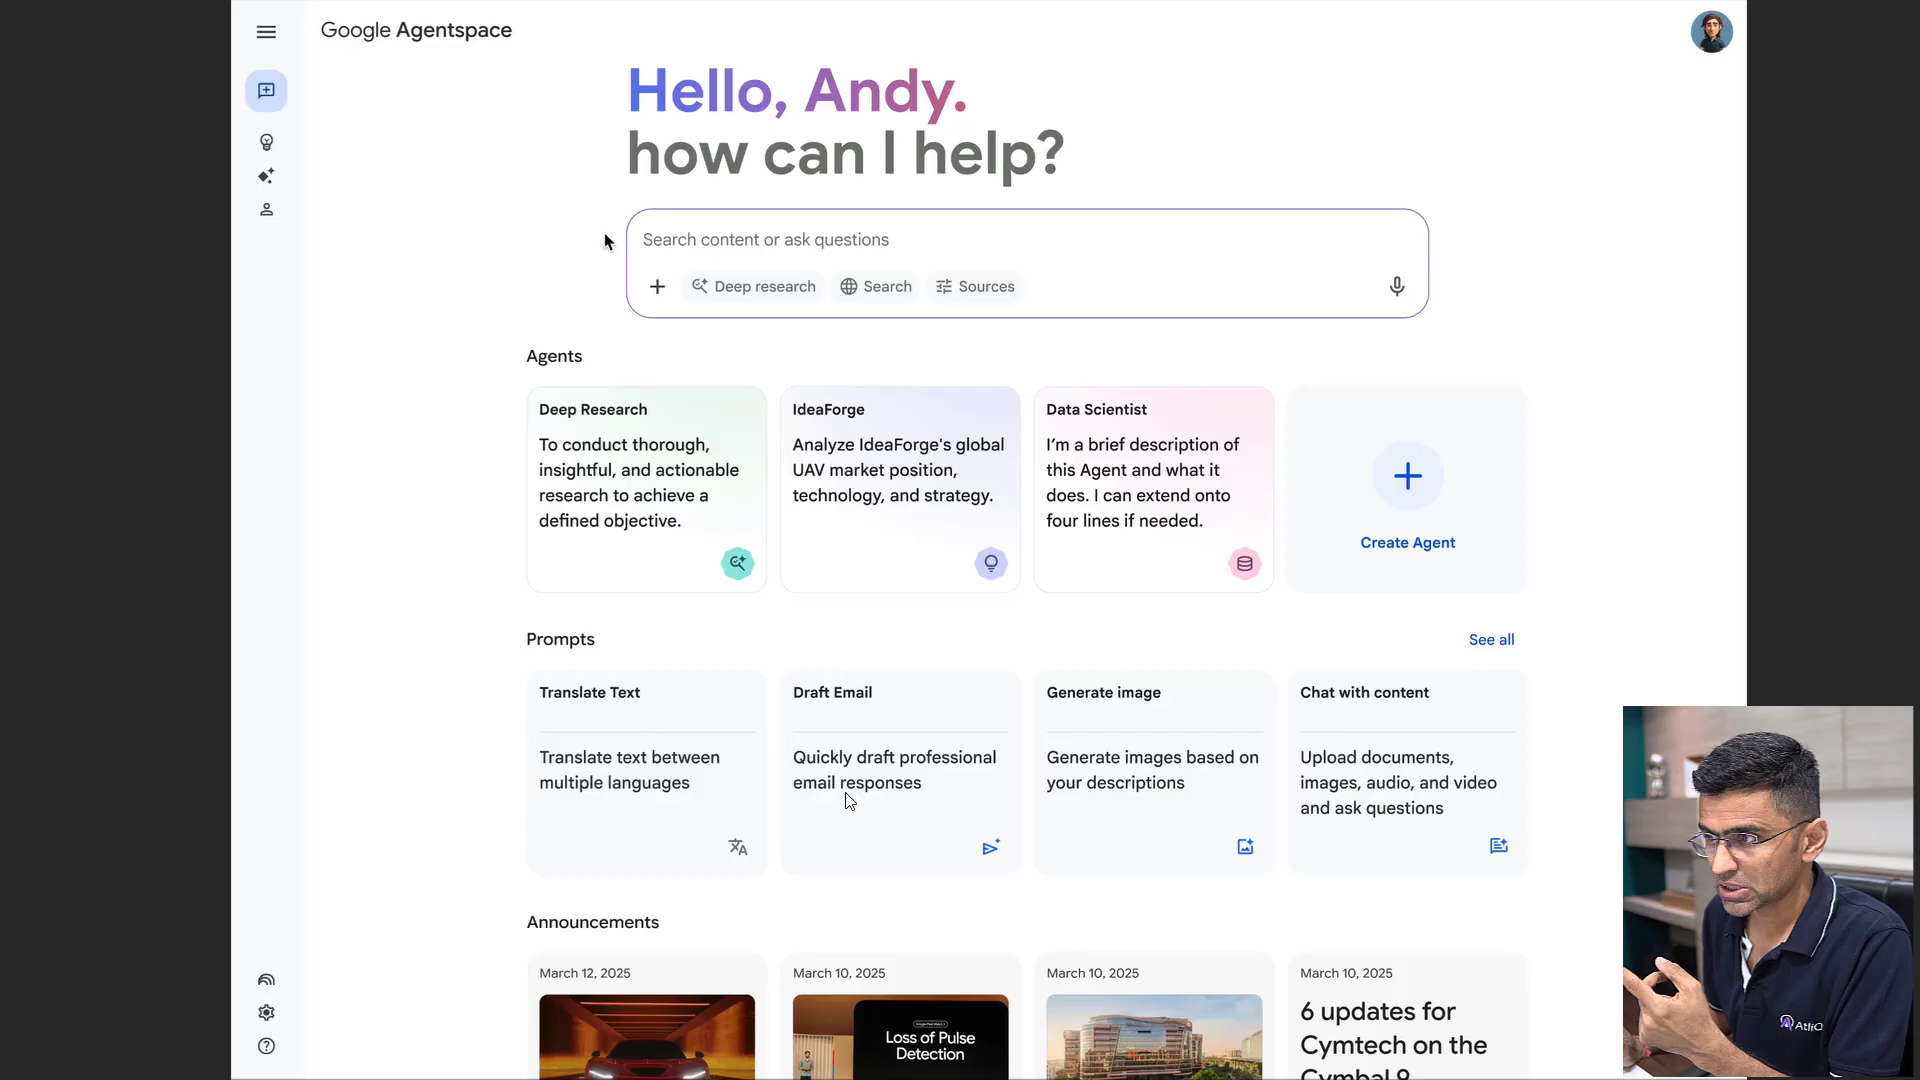 Google Agentspace
Hello, Andy.
how can I help?
Search content or ask questions
Deep research
Search
Sources
Agents
Deep Research
To conduct thorough,
insightful, and actionable
research to achieve a
defined objective.
IdeaForge
Analyze IdeaForge's global
UAV market position,
technology, and strategy.
Data Scientist
I'm a brief description of
this Agent and what it
does. I can extend onto
four lines if needed.
Create Agent
Prompts
See all
Translate Text
Translate text between
multiple languages
Draft Email
Quickly draft professional
email responses
Generate image
Generate images based on
your descriptions
Chat with content
Upload documents,
images, audio, and video
and ask questions
Announcements
March 12, 2025
March 10, 2025
Loss of Pulse
Detection
March 10, 2025
March 10, 2025
6 updates for
Cymtech on the
Cymbal 9
AtliQ